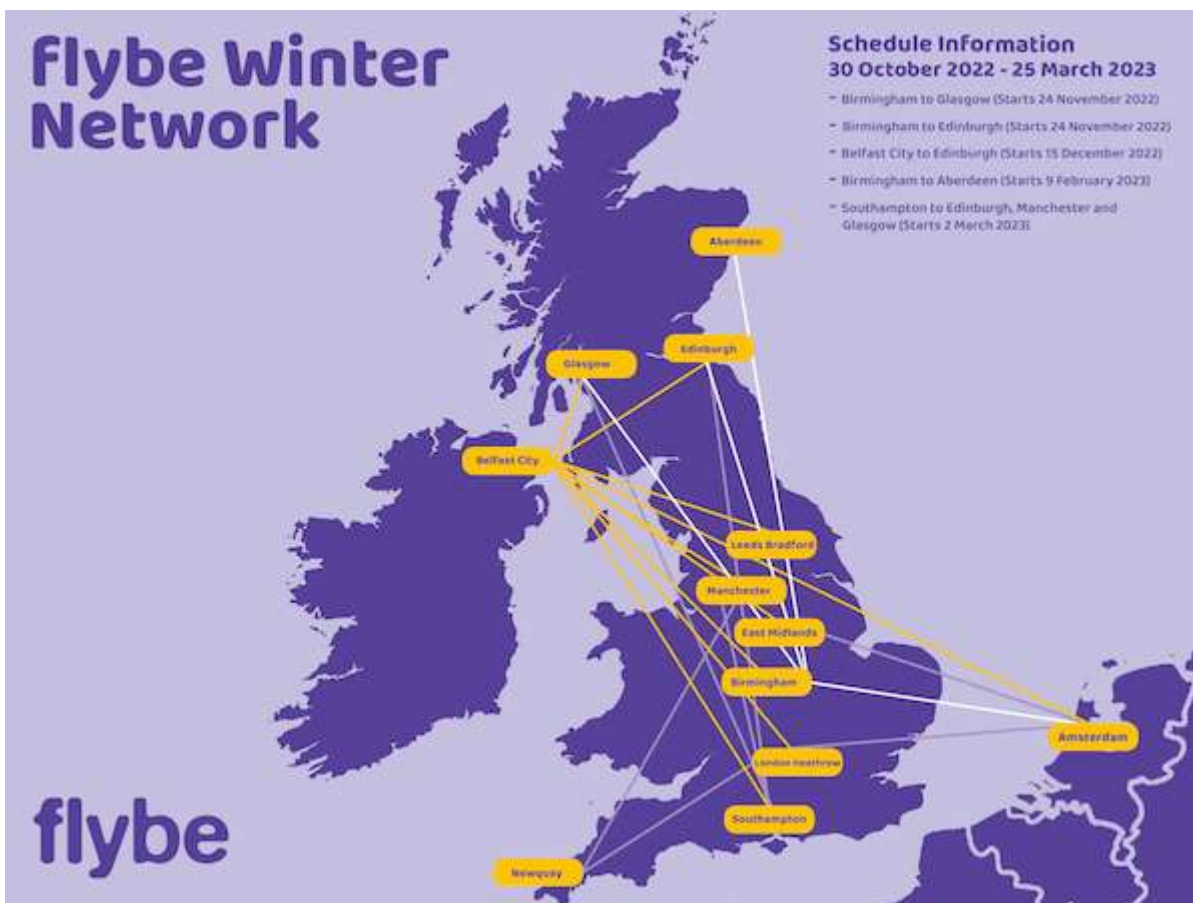 flybe Winter
Network
Schedule Information
30 October 2022 - 25 March 2023
- Birmingham to Glasgow (Starts 24 November 2022)
- Birmingham to Edinburgh (Starts 24 November 2022)
- Belfast City to Edinburgh (Starts 15 December 2022)
- Birmingham to Aberdeen (Starts 9 February 2023)
- Southampton to Edinburgh, Manchester and
Glasgow (Starts 2 March 2023)
Aberdeen
Edinburgh
Glasgow
Belfast City
Leeds Bradford
Manchester
East Midlands
Birmingham
Amsterdam
London Heathrow
Southampton
Newquay
flybe